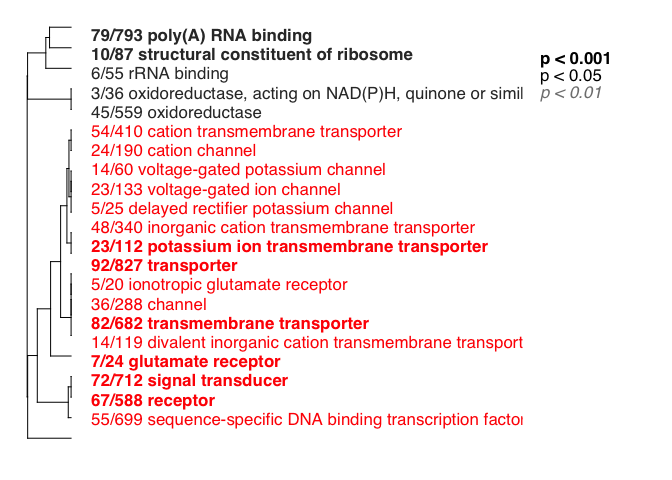 79/793 poly(A) RNA binding
10/87 structural constituent of ribosome
6/55 rRNA binding
3/36 oxidoreductase, acting on NAD(P)H, quinone or simil
45/559 oxidoreductase
54/410 cation transmembrane transporter
24/190 cation channel
14/60 voltage-gated potassium channel
23/133 voltage-gated ion channel
5/25 delayed rectifier potassium channel
48/340 inorganic cation transmembrane transporter
23/112 potassium ion transmembrane transporter
92/827 transporter
5/20 ionotropic glutamate receptor
36/288 channel
82/682 transmembrane transporter
14/119 divalent inorganic cation transmembrane transport
7/24 glutamate receptor
72/712 signal transducer
67/588 receptor
55/699 sequence-specific DNA binding transcription factor
p < 0.001
p < 0.05
p < 0.01